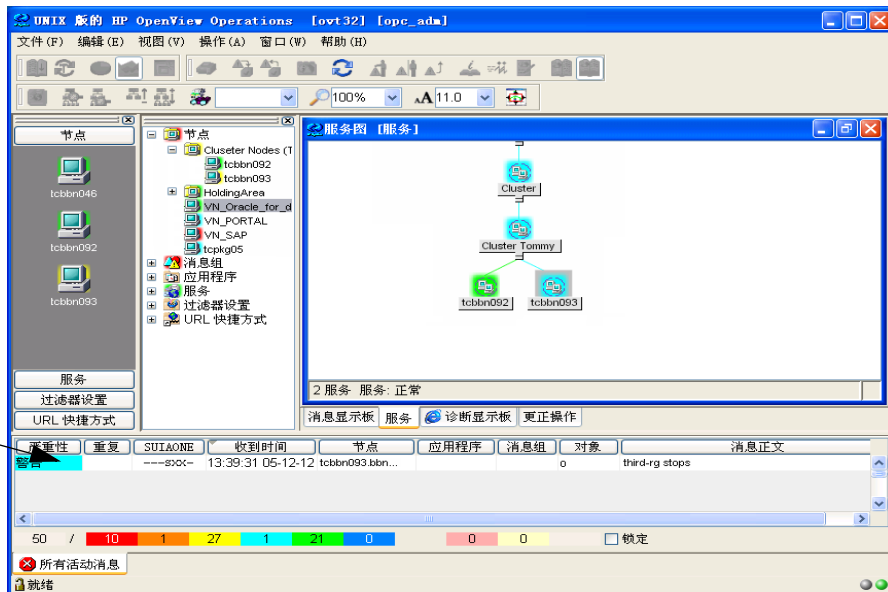 UNIX 版的 HP OpenView Operations [ovt32] [opc_adm]
文件(F) 编辑(E) 视图(V) 操作(A) 窗口(W) 帮助(H)
100% 11.0
节点
tcbbn046
tcbbn092
tcbbn093
服务
过滤器设置
URL 快捷方式
节点
Cluseter Nodes (T
tcbbn092
tcbbn093
HoldingArea
VN_Oracle_for_d
VN_PORTAL
VN_SAP
tcpkg05
消息组
应用程序
服务
过滤器设置
URL 快捷方式
服务图 [服务]
Cluster
Cluster Tommy
tcbbn092 tcbbn093
2 服务 服务: 正常
消息显示板 服务 诊断显示板 更正操作
严重性 重复 SUIAONE 收到时间 节点 应用程序 消息组 对象 消息正文
警告 ---sxx- 13:39:31 05-12-12 tcbbn093.bbn... o third-rg stops
50 / 10 1 27 1 21 0 0 0 锁定
所有活动消息
就绪